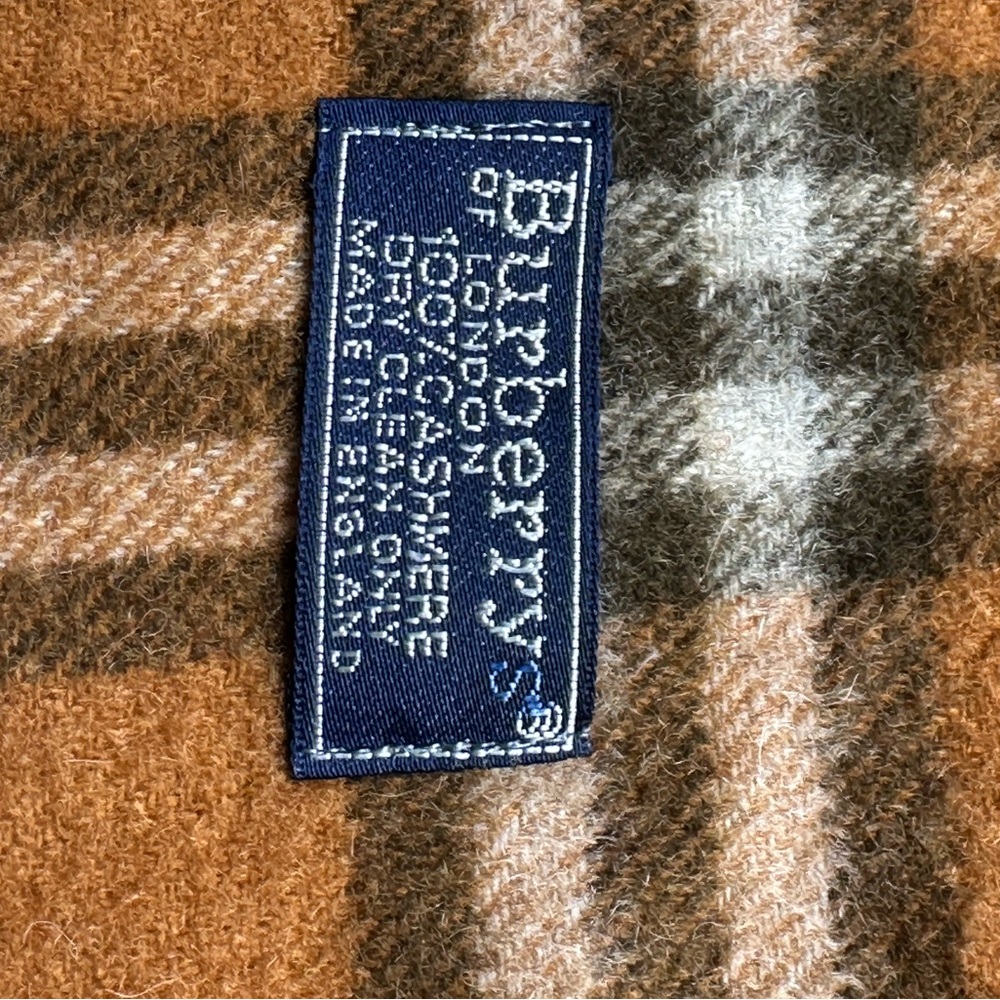 Burberrys®
OF LONDON
100% CASHMERE
DRY CLEAN ONLY
MADE IN ENGLAND